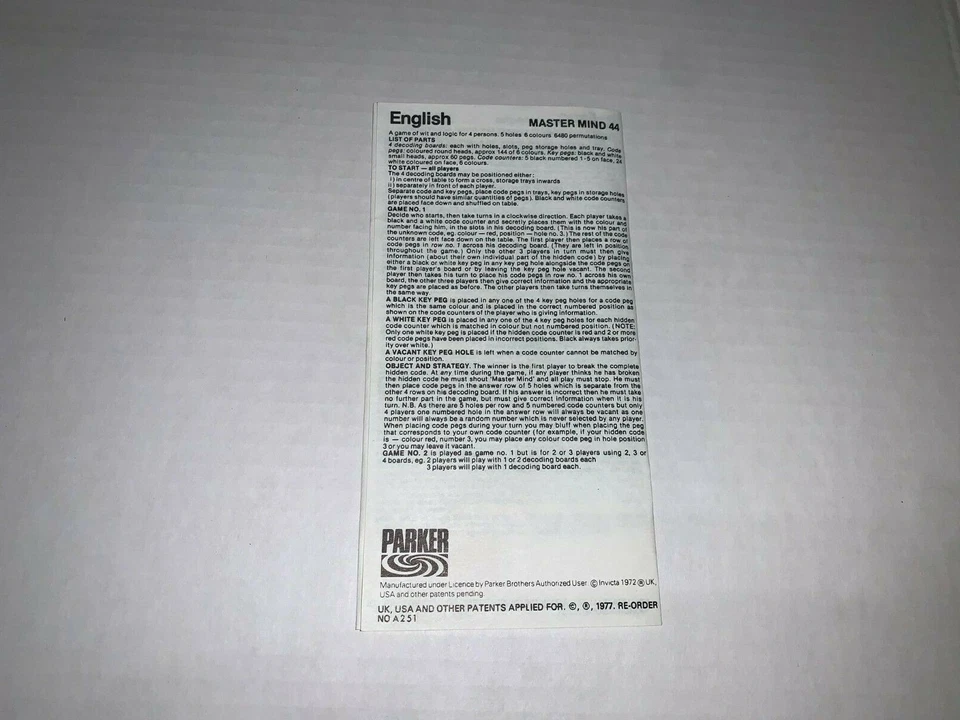 English
MASTER MIND 44
A game of wit and logic for 4 persons. 5 holes 6 colours 6480 permutations
LIST OF PARTS
4 decoding boards: each with holes, slots, peg storage holes and tray. Code
pegs: coloured round heads, approx 144 of 6 colours. Key pegs: black and white
small heads, approx 60 pegs. Code counters: 5 black numbered 1-5 on face, 24
white coloured on face, 6 colours.
TO START — all players
The 4 decoding boards may be positioned either:
i) in centre of table to form a cross, storage trays inwards
ii) separately in front of each player.
Separate code and key pegs, place code pegs in trays, key pegs in storage holes
(players should have similar quantities of pegs). Black and white code counters
are placed face down and shuffled on table.
GAME NO. 1
Decide who starts, then take turns in a clockwise direction. Each player takes a
black and a white code counter and secretly places them with the colour and
number facing him, in the slots in his decoding board. (This is now his part of
the unknown code, eg. colour — red, position — hole no. 3.) The rest of the code
counters are left face down on the table. The first player then places a row of
code pegs in row no. 1 across his decoding board. (They are left in position
throughout the game.) Only the other 3 players in turn must then give
information (about their own individual part of the hidden code) by placing
either a black or white key peg in any key peg hole alongside the code pegs on
the first player's board or by leaving the key peg hole vacant. The second
player then takes his turn to place his code pegs in row no. 1 across his own
board, the other three players then give correct information and the appropriate
key pegs are placed as before. The other players then take turns themselves in
the same way.
A BLACK KEY PEG is placed in any one of the 4 key peg holes for a code peg
which is the same colour and is placed in the correct numbered position as
shown on the code counters of the player who is giving information.
A WHITE KEY PEG is placed in any one of the 4 key peg holes for each hidden
code counter which is matched in colour but not numbered position. (NOTE:
Only one white key peg is placed if the hidden code counter is red and 2 or more
red code pegs have been placed in incorrect positions. Black always takes prior-
ity over white.)
A VACANT KEY PEG HOLE is left when a code counter cannot be matched by
colour or position.
OBJECT AND STRATEGY. The winner is the first player to break the complete
hidden code. At any time during the game, if any player thinks he has broken
the hidden code he must shout 'Master Mind' and all play must stop. He must
then place code pegs in the answer row of 5 holes which is separate from the
other 4 rows on his decoding board. If his answer is incorrect then he must take
no further part in the game, but must give correct information when it is his
turn. N.B. As there are 5 holes per row and 5 numbered code counters but only
4 players one numbered hole in the answer row will always be vacant as one
number will always be a random number which is never selected by any player.
When placing code pegs during your turn you may bluff when placing the peg
that corresponds to your own code counter (for example, if your hidden code
is — colour red, number 3, you may place any colour code peg in hole position
3 or you may leave it vacant.
GAME NO. 2 is played as game no. 1 but is for 2 or 3 players using 2, 3 or
4 boards, eg. 2 players will play with 1 or 2 decoding boards each
3 players will play with 1 decoding board each.
PARKER
Manufactured under Licence by Parker Brothers Authorized User. © Invicta 1972 ® UK,
USA and other patents pending.
UK, USA AND OTHER PATENTS APPLIED FOR. ©, ®, 1977. RE-ORDER
NO A251